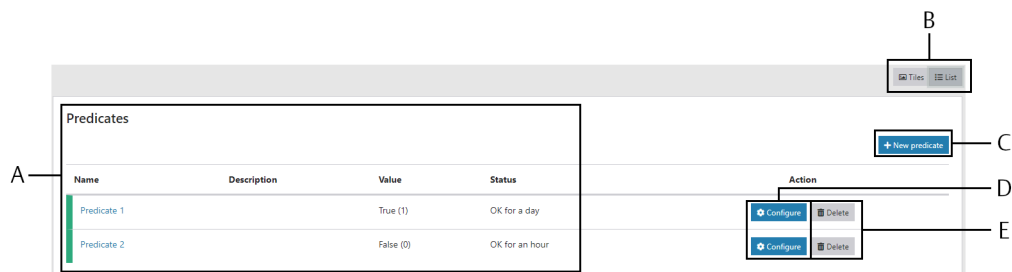 B
Tiles List
Predicates
+ New predicate
C
A
Name Description Value Status Action
D
Predicate 1 True (1) OK for a day Configure Delete
E
Predicate 2 False (0) OK for an hour Configure Delete